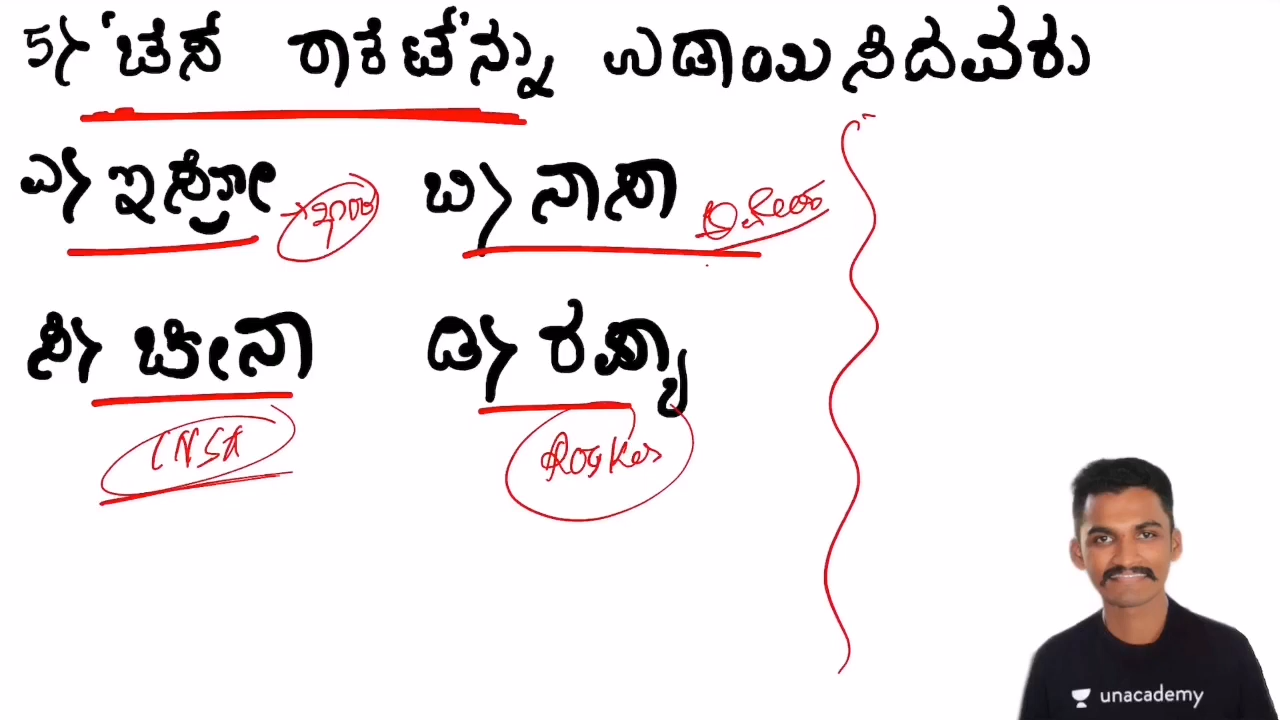 5> 'ಚೇಸ ರಾಕೆಟೆ'ನ್ನು ಉಡಾಯಿಸಿದವರು
ಎ> ಇಸ್ರೋ ಬಿ> ನಾಸಾ
ಸಿ> ಚೀನಾ ಡಿ> ರಷ್ಯಾ
CNSA
unacademy